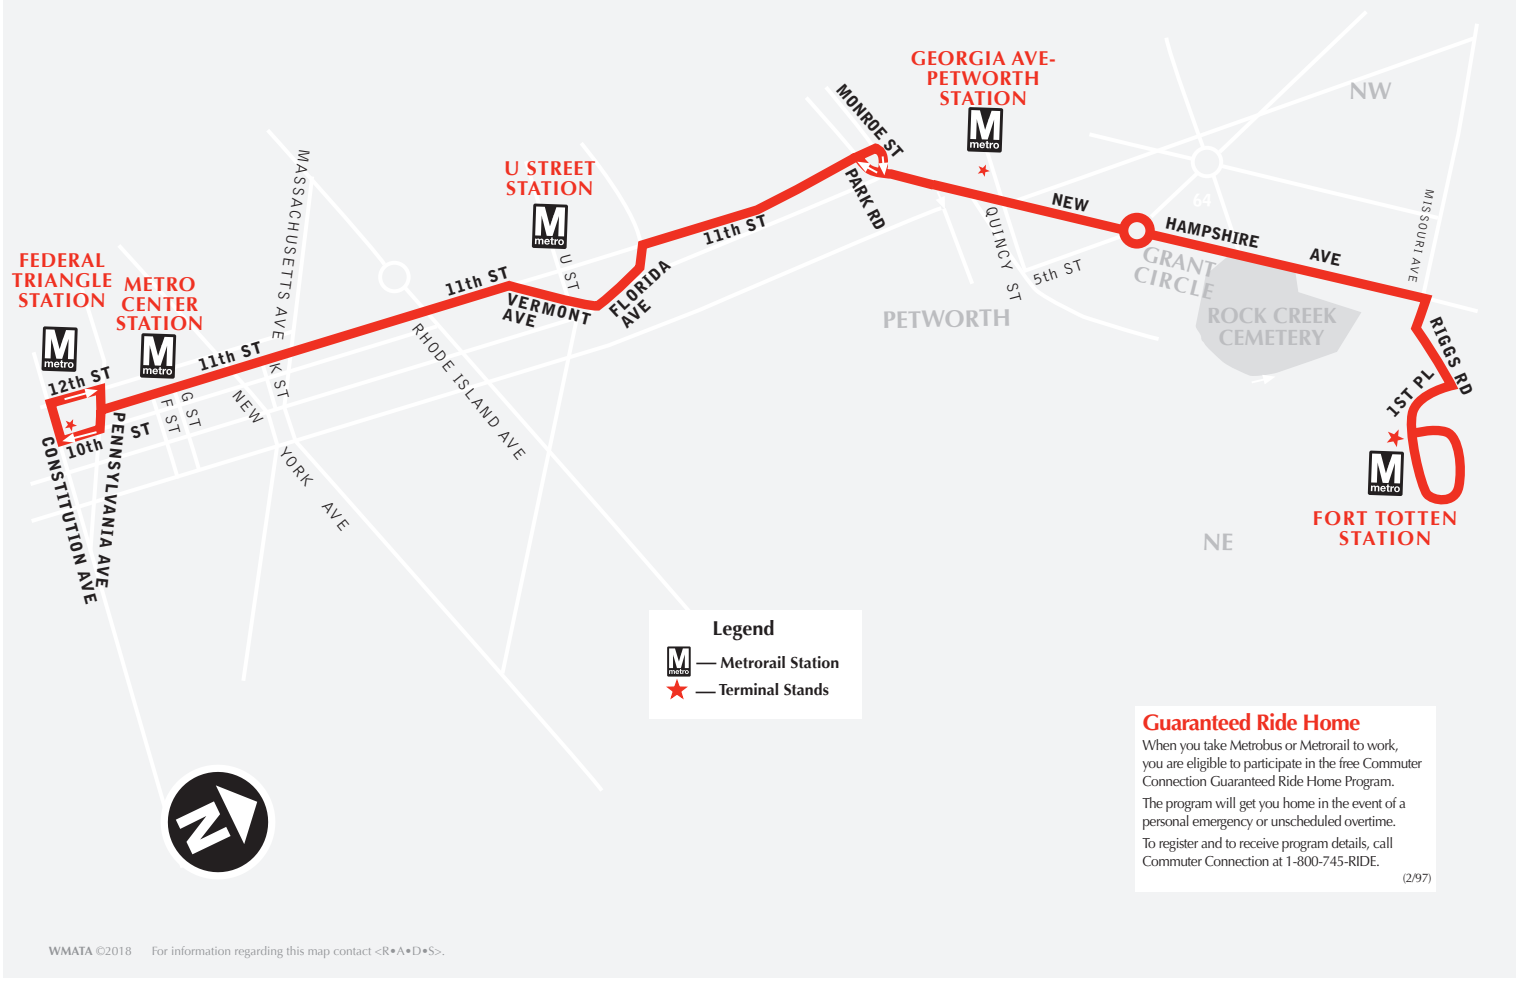 GEORGIA AVE-
PETWORTH
STATION
M
metro
NW
MONROE ST
PARK RD
U STREET
STATION
M
metro
U ST
MASSACHUSETTS AVE
FEDERAL
TRIANGLE
STATION
M
metro
METRO
CENTER
STATION
M
metro
12th ST
10th ST
CONSTITUTION AVE
PENNSYLVANIA AVE
11th ST
F ST
G ST
K ST
NEW YORK AVE
RHODE ISLAND AVE
11th ST
VERMONT
AVE
FLORIDA
AVE
11th ST
QUINCY ST
5th ST
NEW HAMPSHIRE AVE
64
GRANT
CIRCLE
MISSOURI AVE
PETWORTH
ROCK CREEK
CEMETERY
RIGGS RD
1ST PL
M
metro
FORT TOTTEN
STATION
NE
Legend
M
metro
— Metrorail Station
— Terminal Stands
Guaranteed Ride Home
When you take Metrobus or Metrorail to work,
you are eligible to participate in the free Commuter
Connection Guaranteed Ride Home Program.
The program will get you home in the event of a
personal emergency or unscheduled overtime.
To register and to receive program details, call
Commuter Connection at 1-800-745-RIDE.
(2/97)
N
WMATA ©2018 For information regarding this map contact <R•A•D•S>.